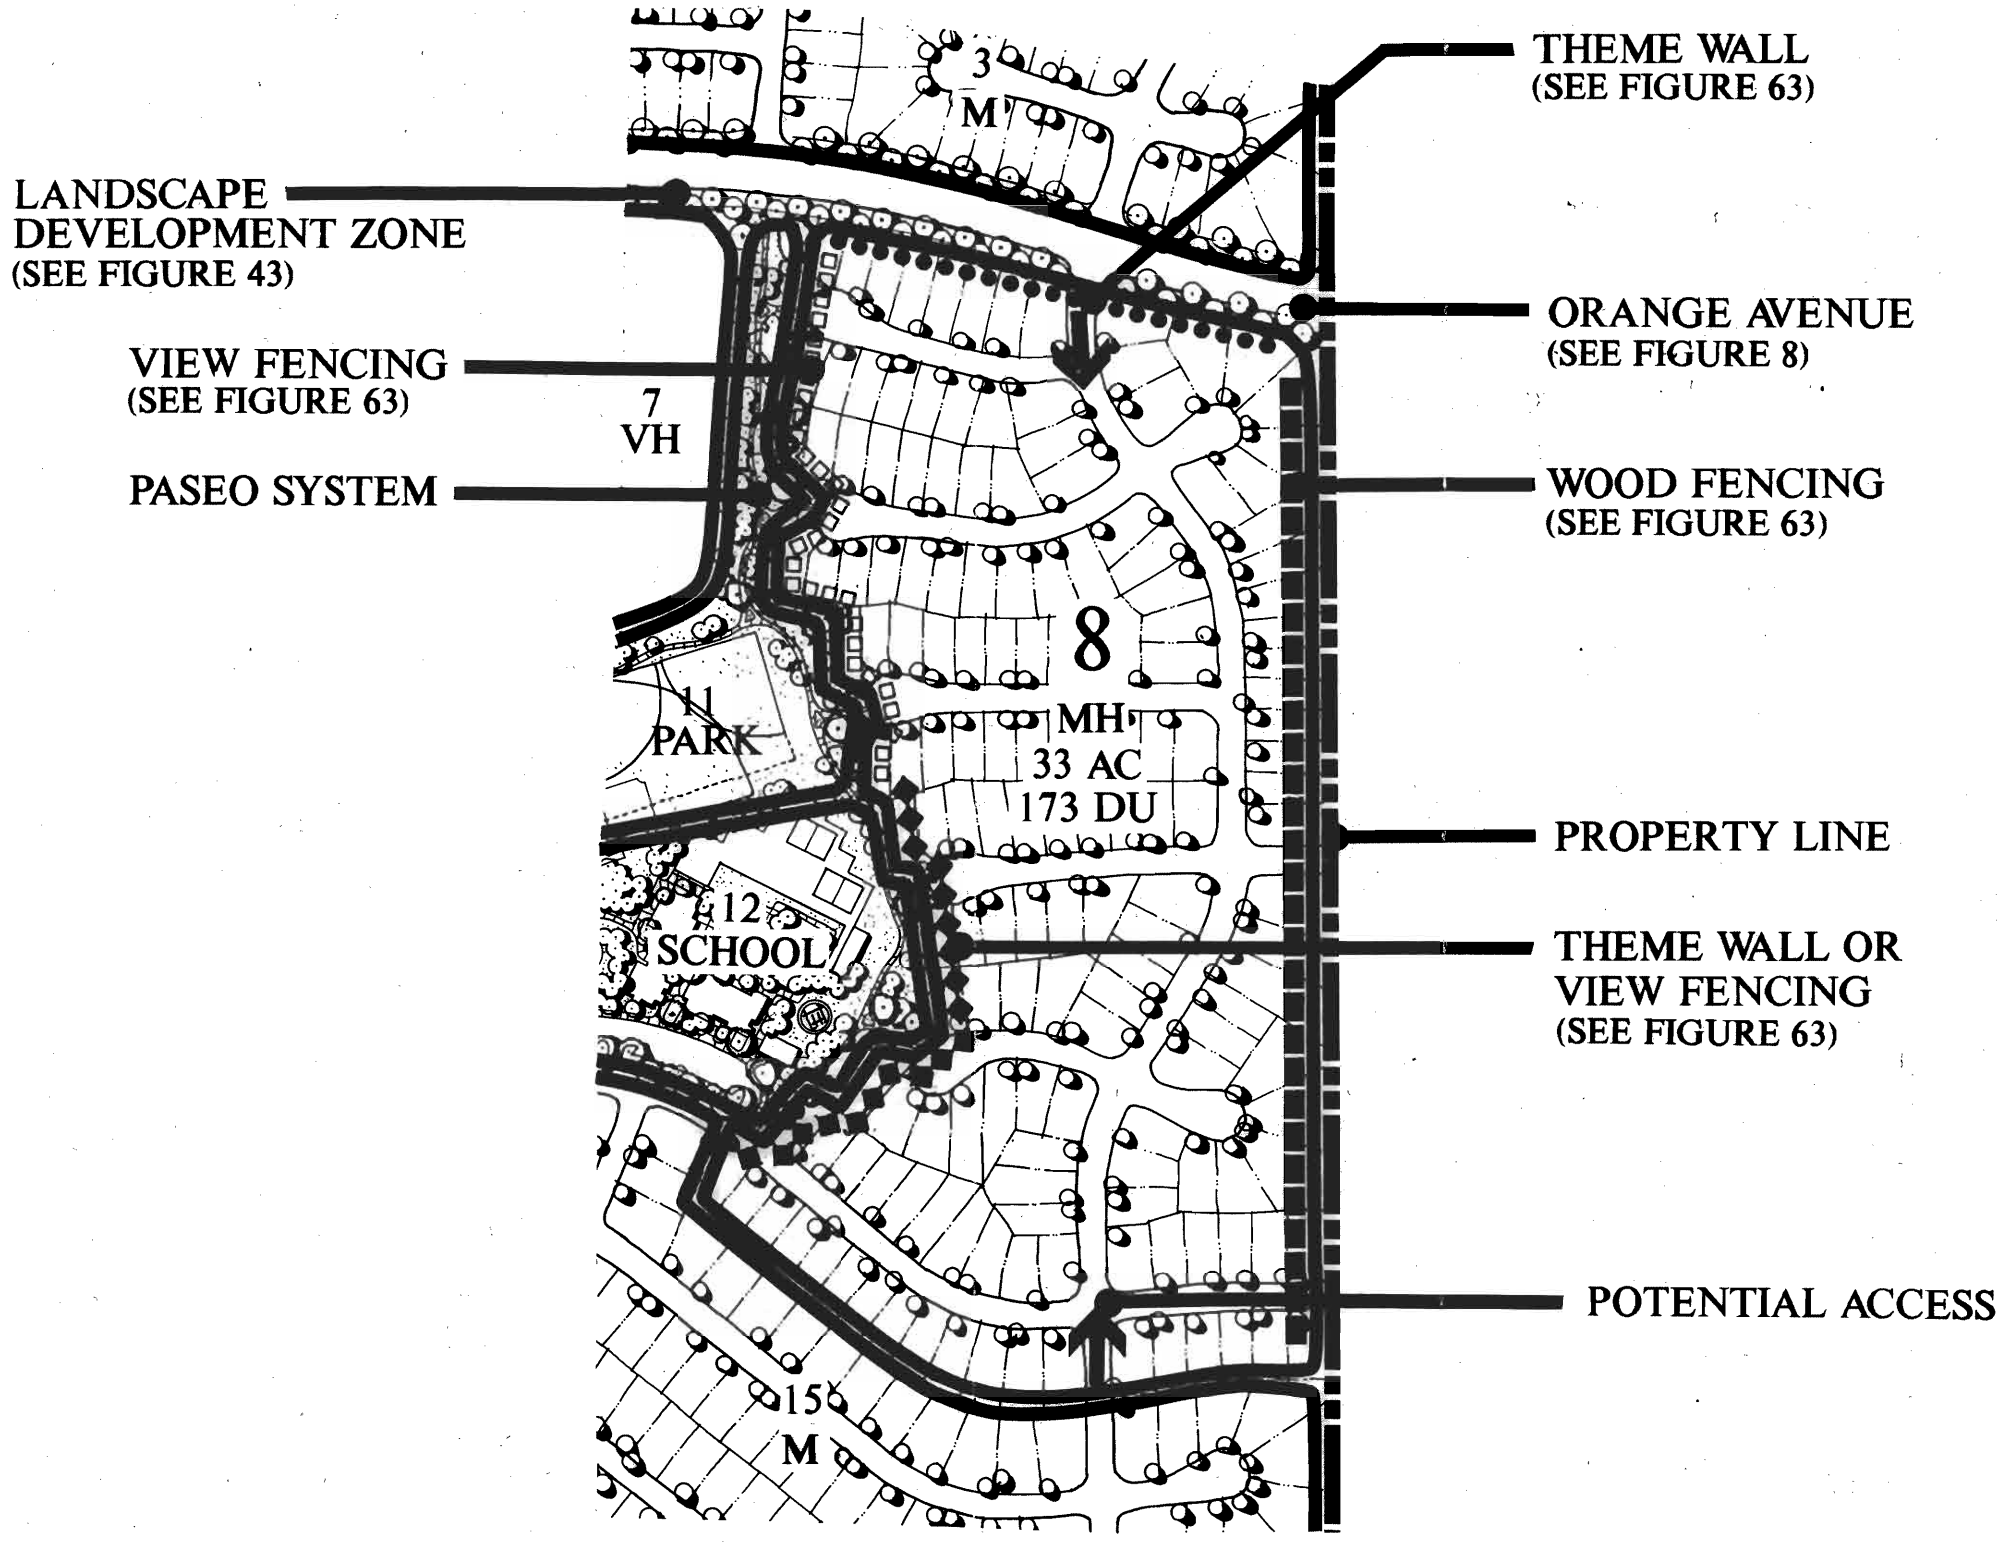 THEME WALL
(SEE FIGURE 63)
3
M
LANDSCAPE
DEVELOPMENT ZONE
(SEE FIGURE 43)
ORANGE AVENUE
(SEE FIGURE 8)
VIEW FENCING
(SEE FIGURE 63)
7
VH
PASEO SYSTEM
WOOD FENCING
(SEE FIGURE 63)
8
MH
33 AC
173 DU
11
PARK
PROPERTY LINE
12
SCHOOL
THEME WALL OR
VIEW FENCING
(SEE FIGURE 63)
POTENTIAL ACCESS
15
M